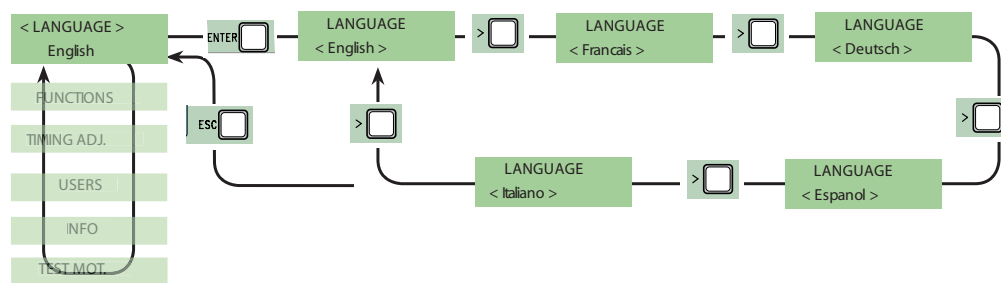 < LANGUAGE >
English
ENTER
LANGUAGE
< English >
>
LANGUAGE
< Francais >
>
LANGUAGE
< Deutsch >
>
LANGUAGE
< Espanol >
>
LANGUAGE
< Italiano >
>
ESC
FUNCTIONS
TIMING ADJ.
USERS
INFO
TEST MOT.